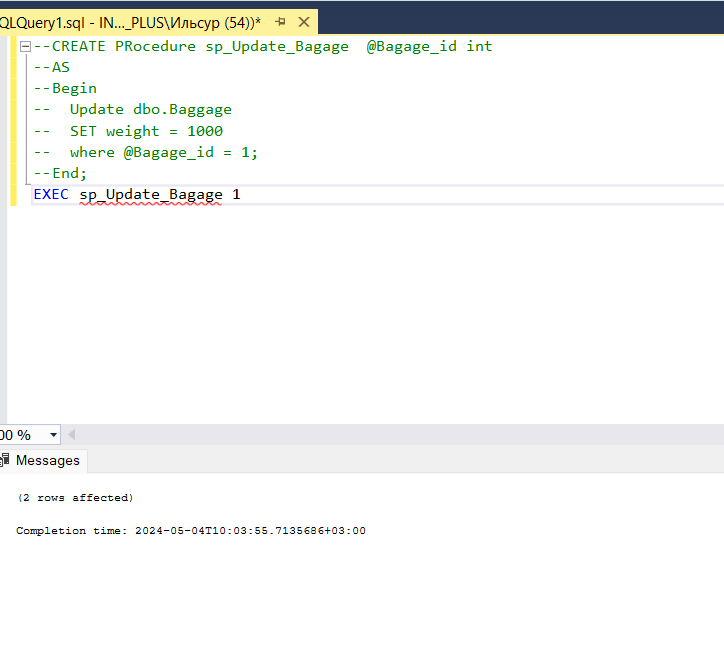 QLQuery1.sql - IN..._PLUS\Ильсур (54))*
--CREATE PRocedure sp_Update_Bagage  @Bagage_id int
--AS
--Begin
--  Update dbo.Baggage
--  SET weight = 1000
--  where @Bagage_id = 1;
--End;
EXEC sp_Update_Bagage 1
00 %
Messages
(2 rows affected)
Completion time: 2024-05-04T10:03:55.7135686+03:00